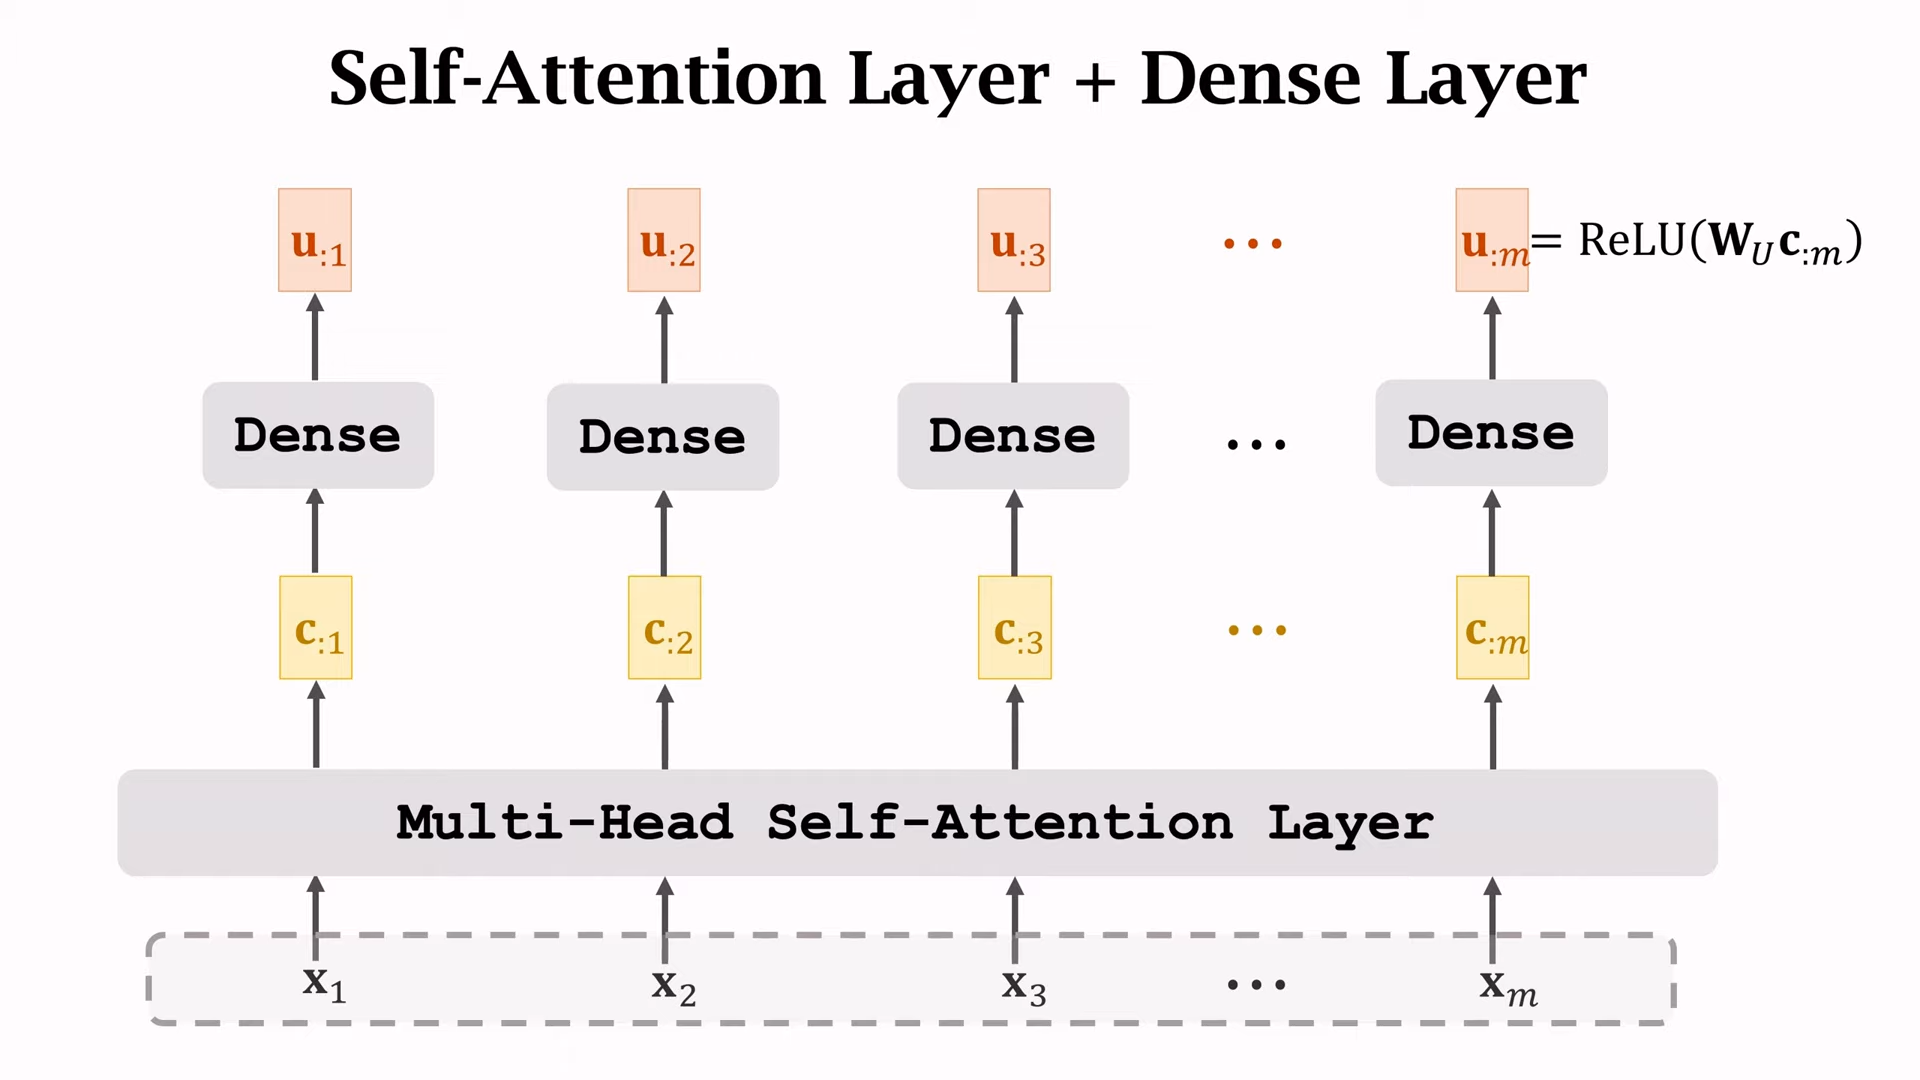 Self-Attention Layer + Dense Layer
u:1 u:2 u:3 ... u:m = ReLU(W_U c:m)
Dense Dense Dense ... Dense
c:1 c:2 c:3 ... c:m
Multi-Head Self-Attention Layer
x1 x2 x3 ... xm